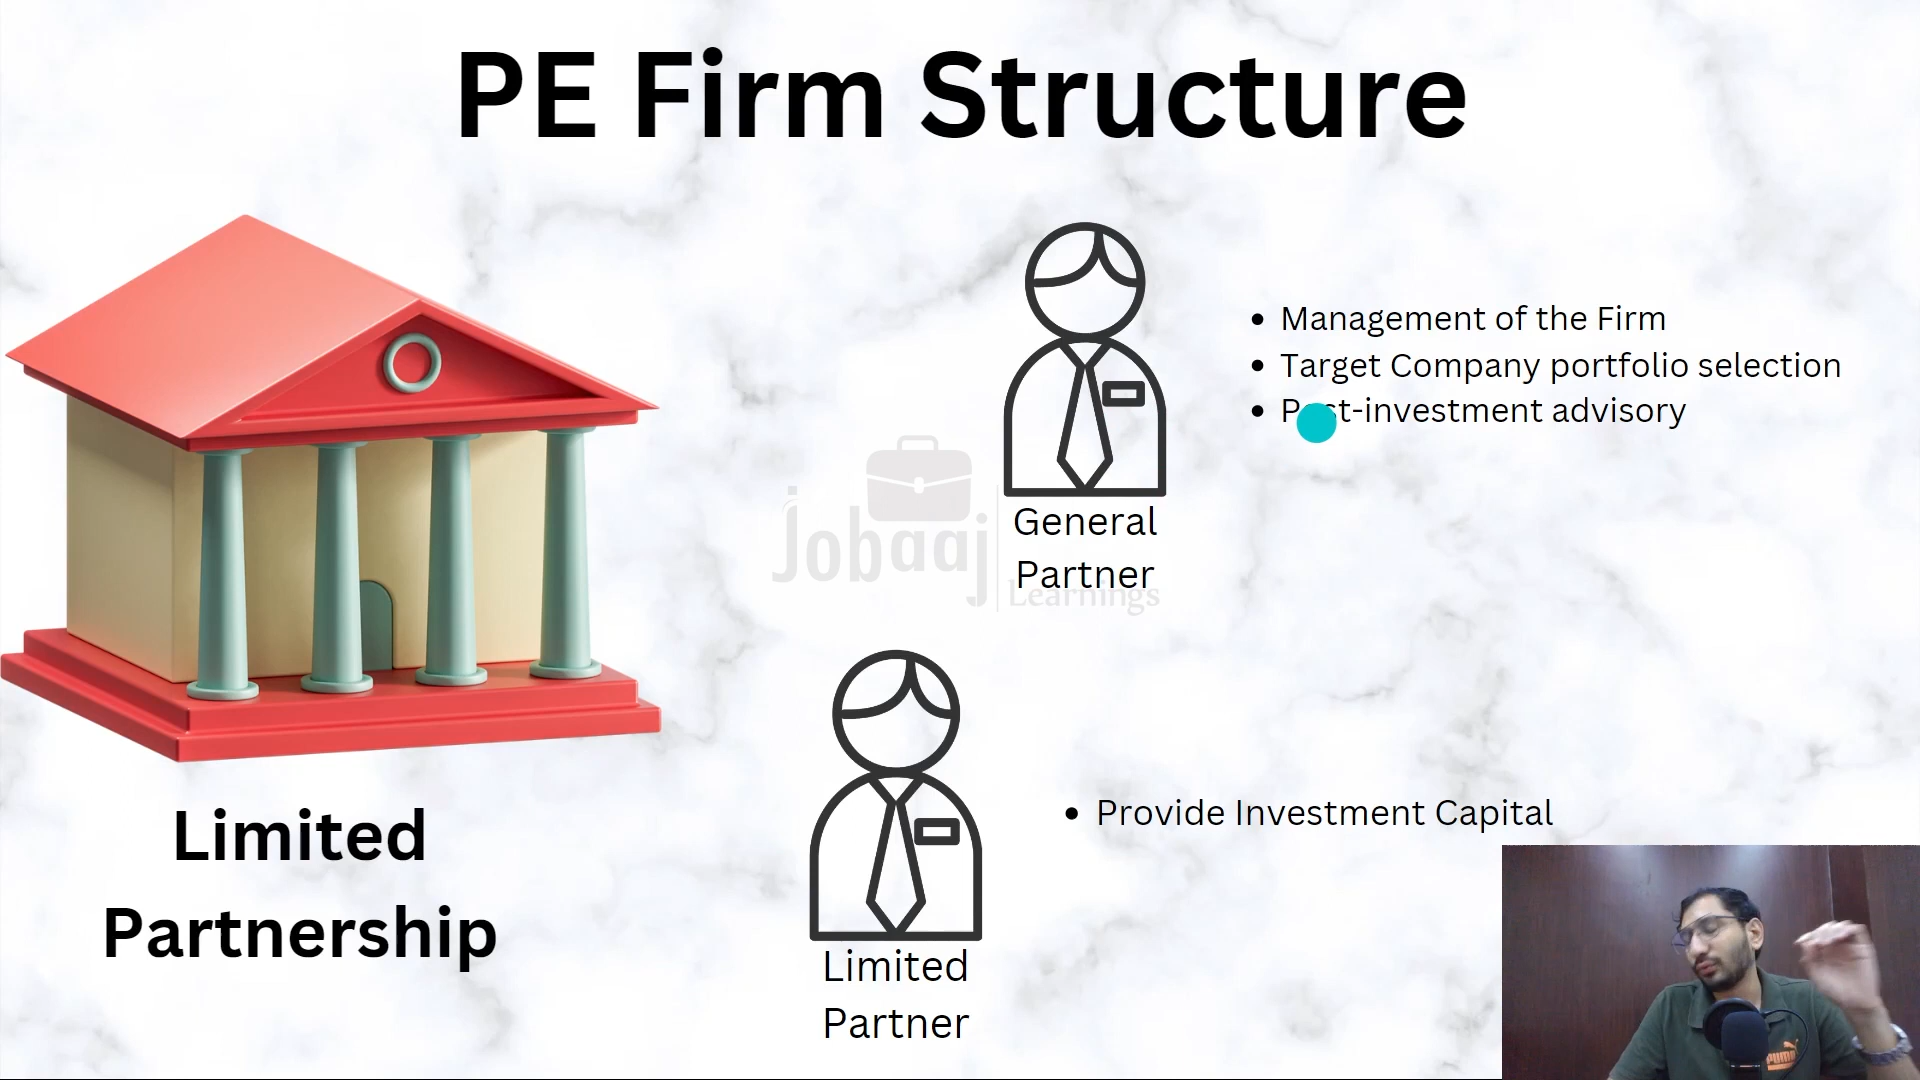 PE Firm Structure
Management of the Firm
Target Company portfolio selection
Post-investment advisory
General
Partner
Jobaaj
Learnings
Provide Investment Capital
Limited
Partnership
Limited
Partner
PUMA